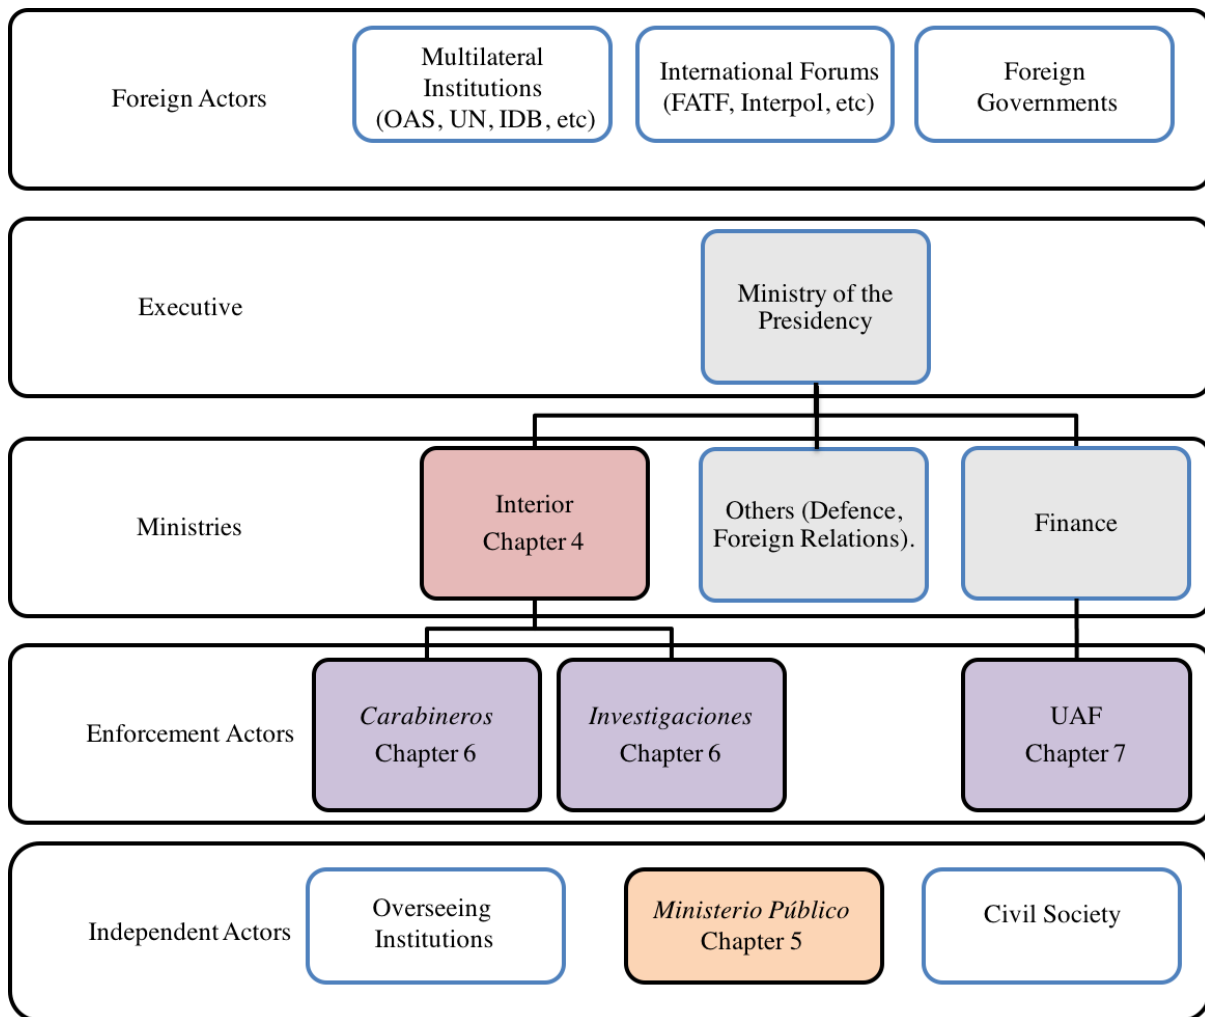 Foreign Actors
Multilateral
Institutions
(OAS, UN, IDB, etc)
International Forums
(FATF, Interpol, etc)
Foreign
Governments
Executive
Ministry of the
Presidency
Ministries
Interior
Chapter 4
Others (Defence,
Foreign Relations).
Finance
Enforcement Actors
Carabineros
Chapter 6
Investigaciones
Chapter 6
UAF
Chapter 7
Independent Actors
Overseeing
Institutions
Ministerio Público
Chapter 5
Civil Society